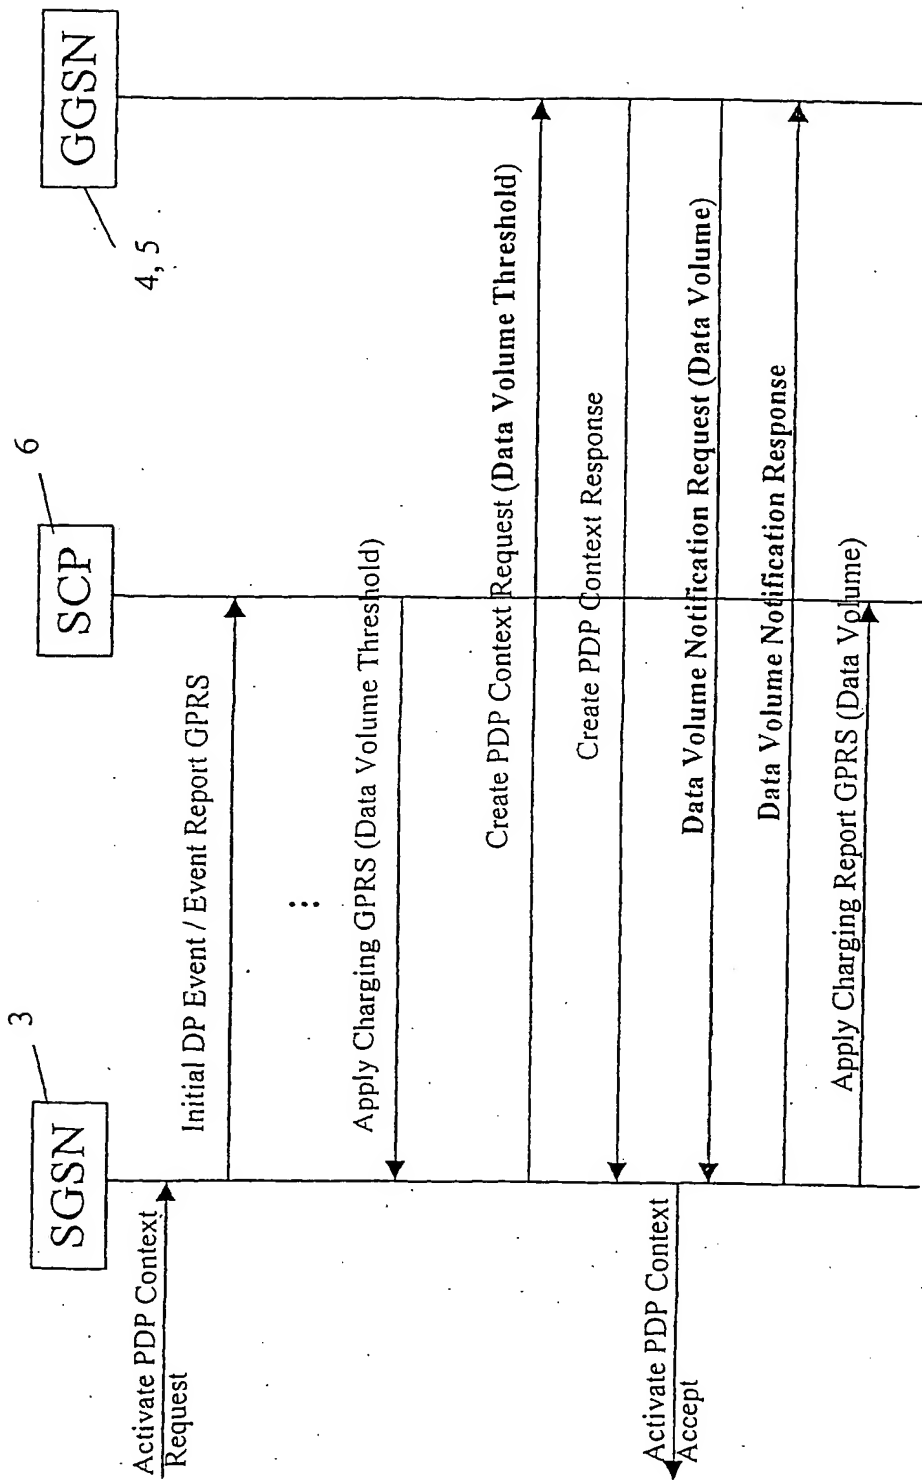 SGSN
3
SCP
6
GGSN
4, 5
Activate PDP Context
Request
Initial DP Event / Event Report GPRS
⋮
Apply Charging GPRS (Data Volume Threshold)
Create PDP Context Request (Data Volume Threshold)
Create PDP Context Response
Activate PDP Context
Accept
Data Volume Notification Request (Data Volume)
Data Volume Notification Response
Apply Charging Report GPRS (Data Volume)